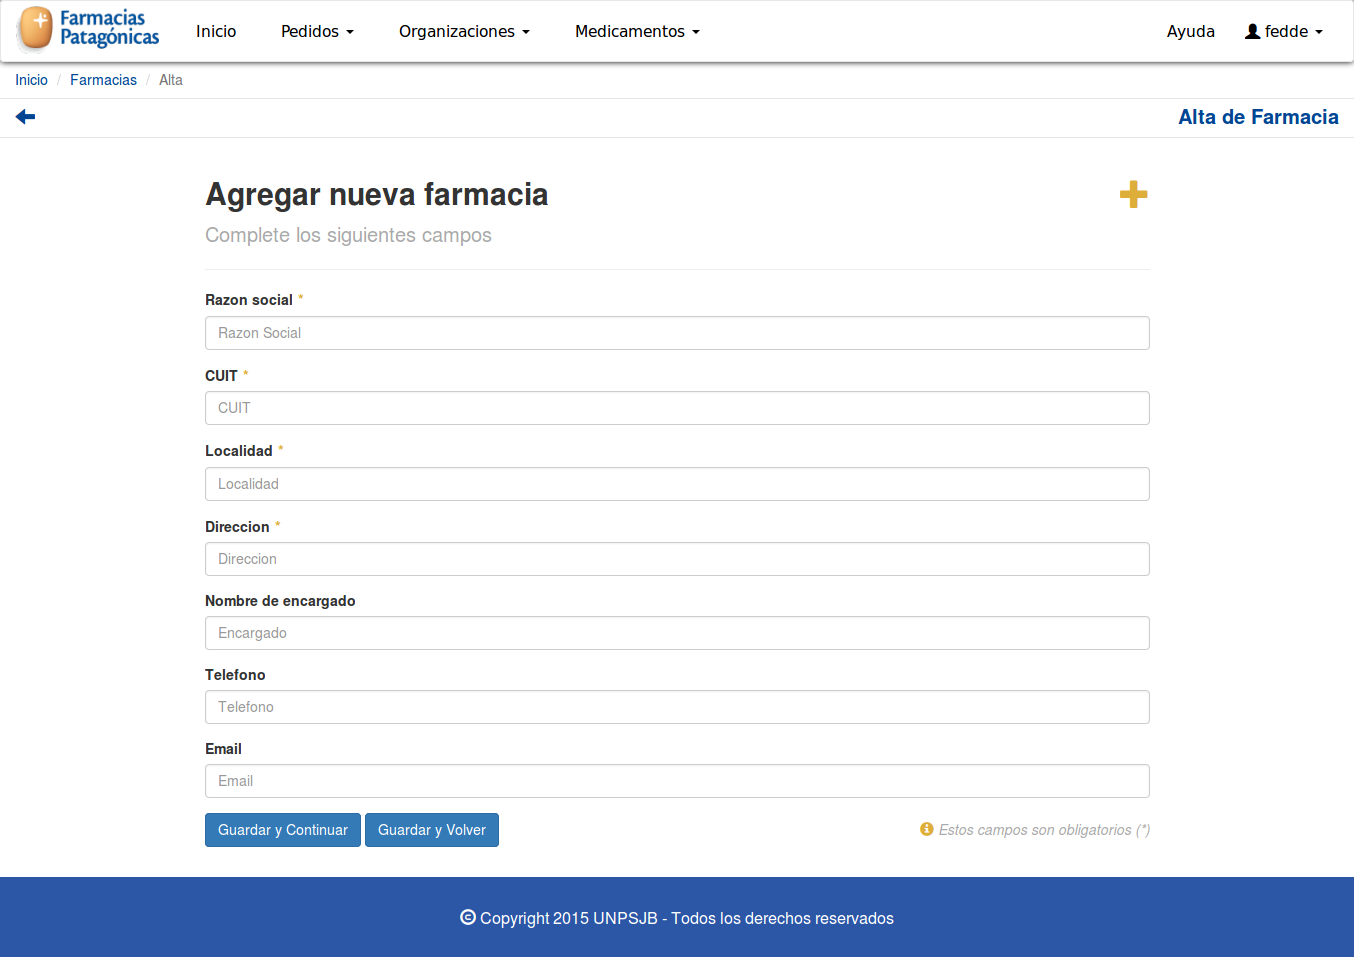 Farmacias
Patagónicas
Inicio Pedidos Organizaciones Medicamentos Ayuda fedde
Inicio / Farmacias / Alta
Alta de Farmacia
Agregar nueva farmacia
Complete los siguientes campos
Razon social *
Razon Social
CUIT *
CUIT
Localidad *
Localidad
Direccion *
Direccion
Nombre de encargado
Encargado
Telefono
Telefono
Email
Email
Guardar y Continuar Guardar y Volver Estos campos son obligatorios (*)
© Copyright 2015 UNPSJB - Todos los derechos reservados